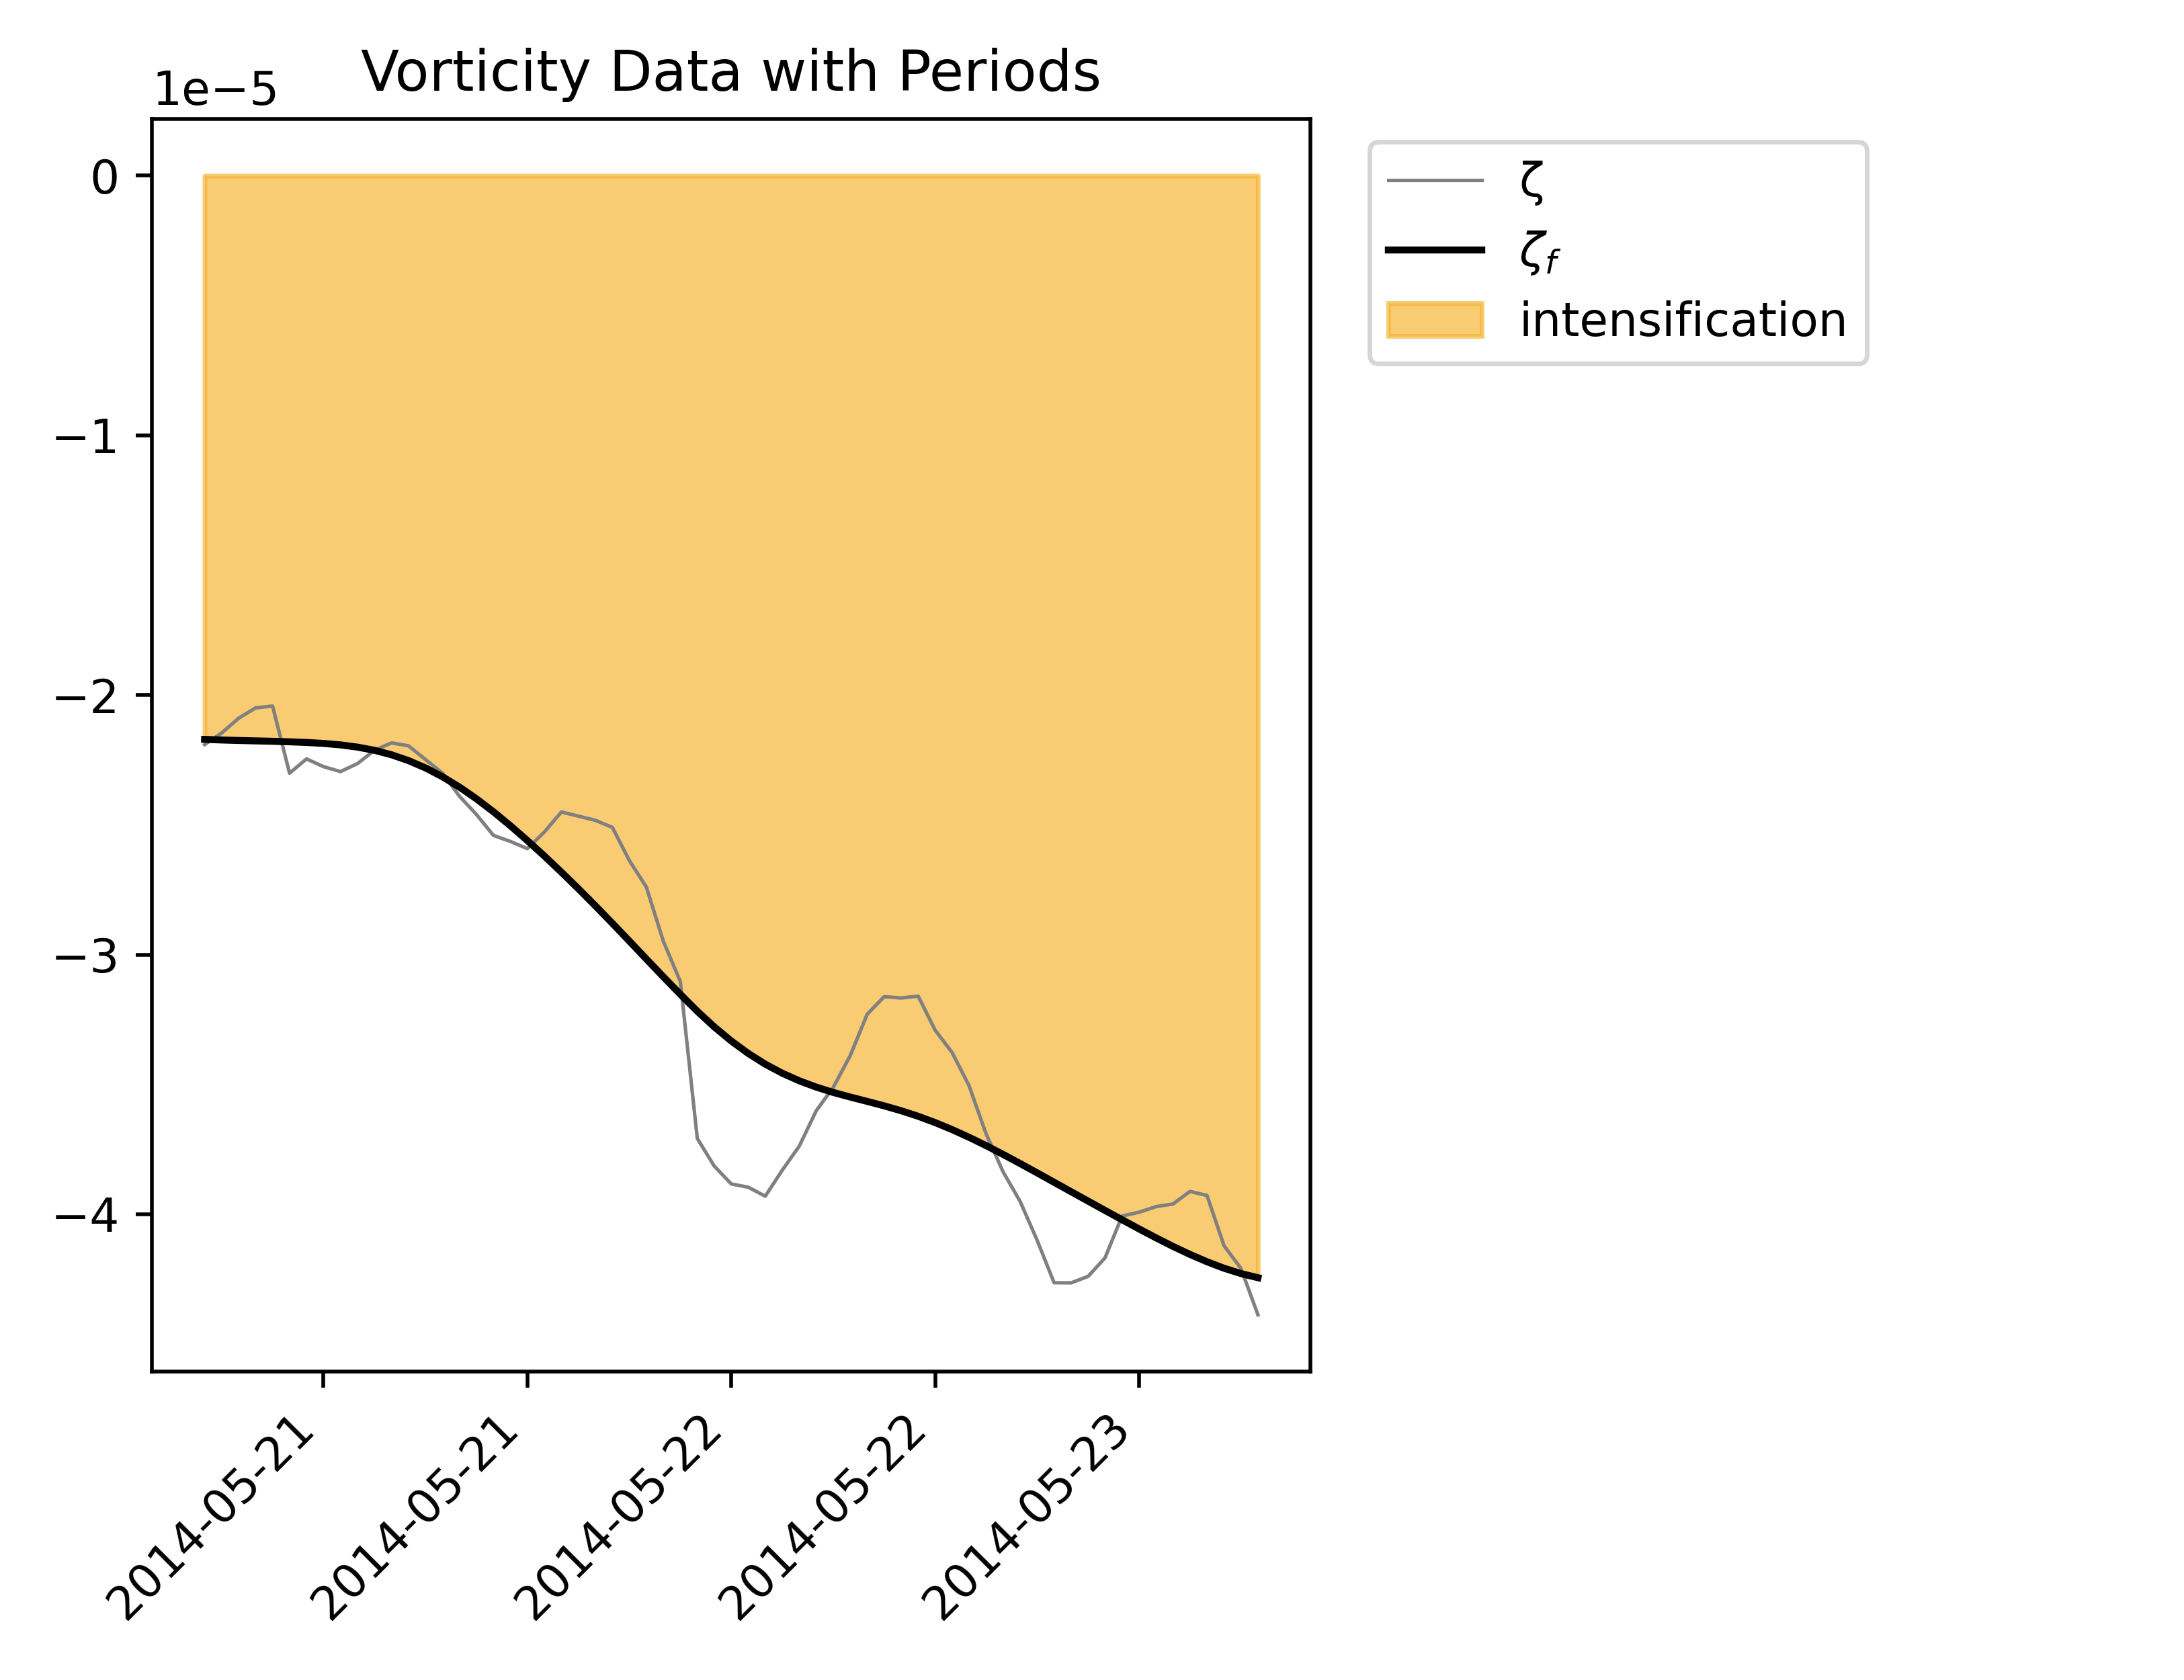 Vorticity Data with Periods
1e−5
0
−1
−2
−3
−4
2014-05-21
2014-05-21
2014-05-22
2014-05-22
2014-05-23
ζ
ζf
intensification